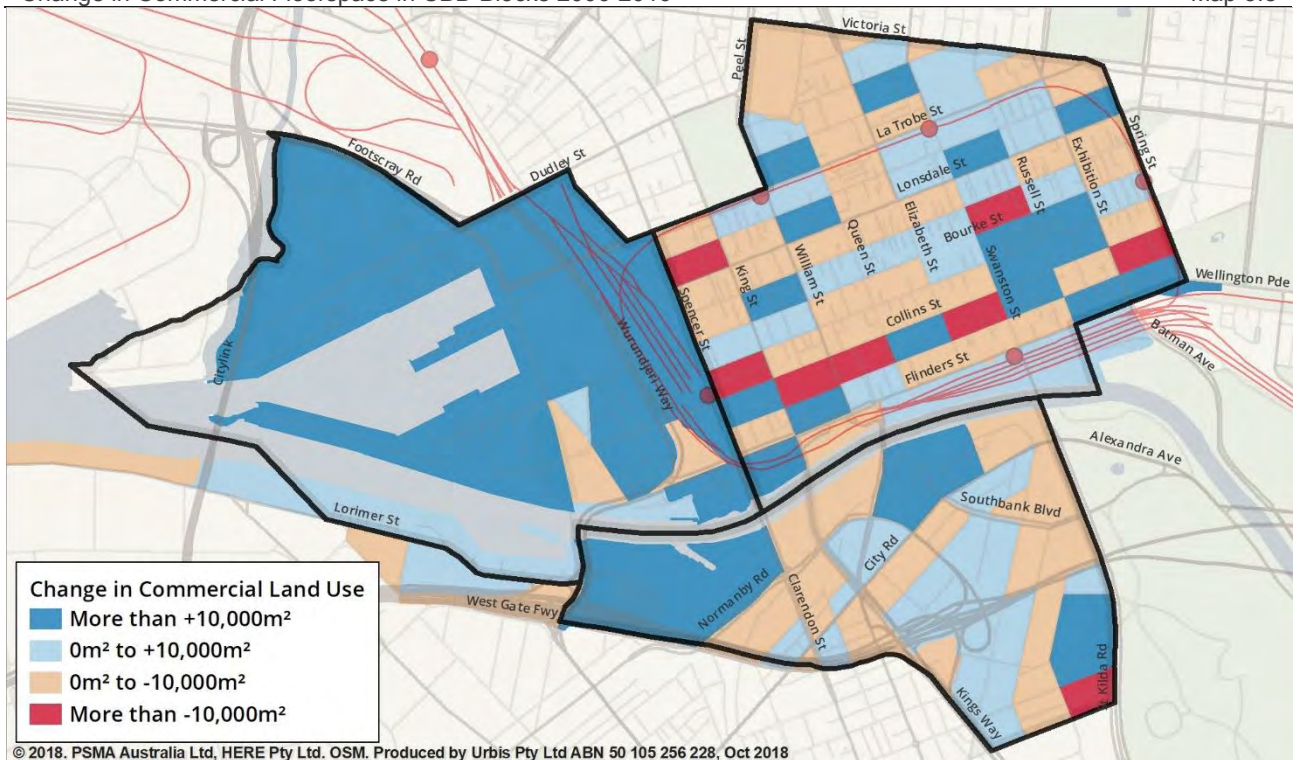 Victoria St
Peel St
La Trobe St
Footscray Rd
Dudley St
Lonsdale St
Russell St
Exhibition St
Spring St
Bourke St
Elizabeth St
Queen St
William St
King St
Swanston St
Spencer St
Wellington Pde
Collins St
Flinders St
Batman Ave
Citylink
Wurundjeri Way
Alexandra Ave
Lorimer St
Southbank Blvd
City Rd
Normanby Rd
Clarendon St
West Gate Fwy
Kilda Rd
Kings Way
Change in Commercial Land Use
More than +10,000m²
0m² to +10,000m²
0m² to -10,000m²
More than -10,000m²
© 2018. PSMA Australia Ltd, HERE Pty Ltd. OSM. Produced by Urbis Pty Ltd ABN 50 105 256 228, Oct 2018